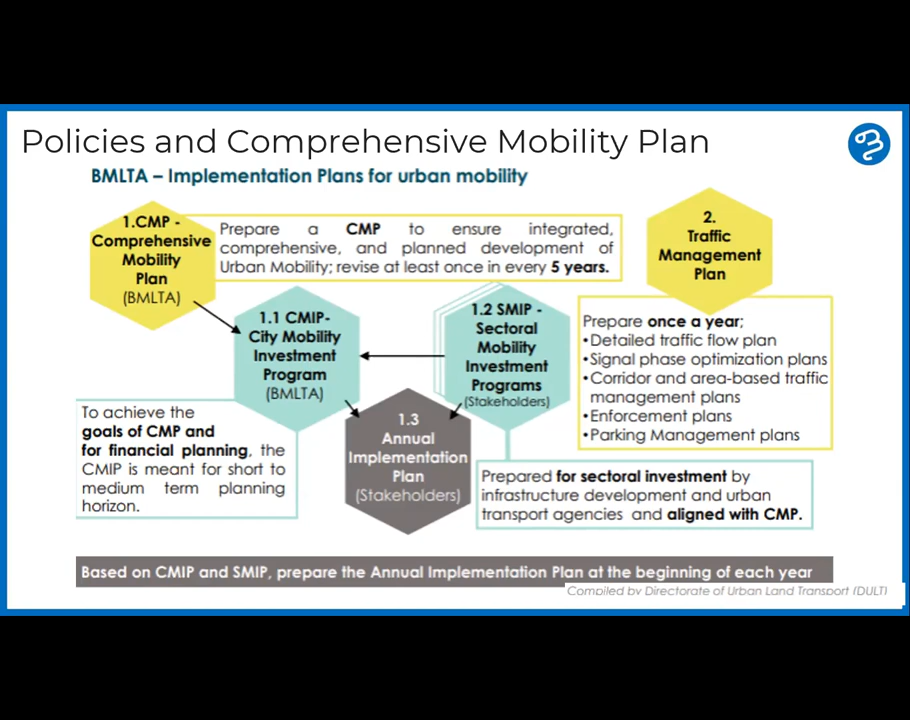 Policies and Comprehensive Mobility Plan
BMLTA – Implementation Plans for urban mobility
1.CMP -
Comprehensive
Mobility
Plan
(BMLTA)
Prepare a CMP to ensure integrated,
comprehensive, and planned development of
Urban Mobility; revise at least once in every 5 years.
2.
Traffic
Management
Plan
1.1 CMIP-
City Mobility
Investment
Program
(BMLTA)
1.2 SMIP -
Sectoral
Mobility
Investment
Programs
(Stakeholders)
Prepare once a year;
•Detailed traffic flow plan
•Signal phase optimization plans
•Corridor and area-based traffic
management plans
•Enforcement plans
•Parking Management plans
To achieve the
goals of CMP and
for financial planning, the
CMIP is meant for short to
medium term planning
horizon.
1.3
Annual
Implementation
Plan
(Stakeholders)
Prepared for sectoral investment by
infrastructure development and urban
transport agencies and aligned with CMP.
Based on CMIP and SMIP, prepare the Annual Implementation Plan at the beginning of each year
Compiled by Directorate of Urban Land Transport (DULT)